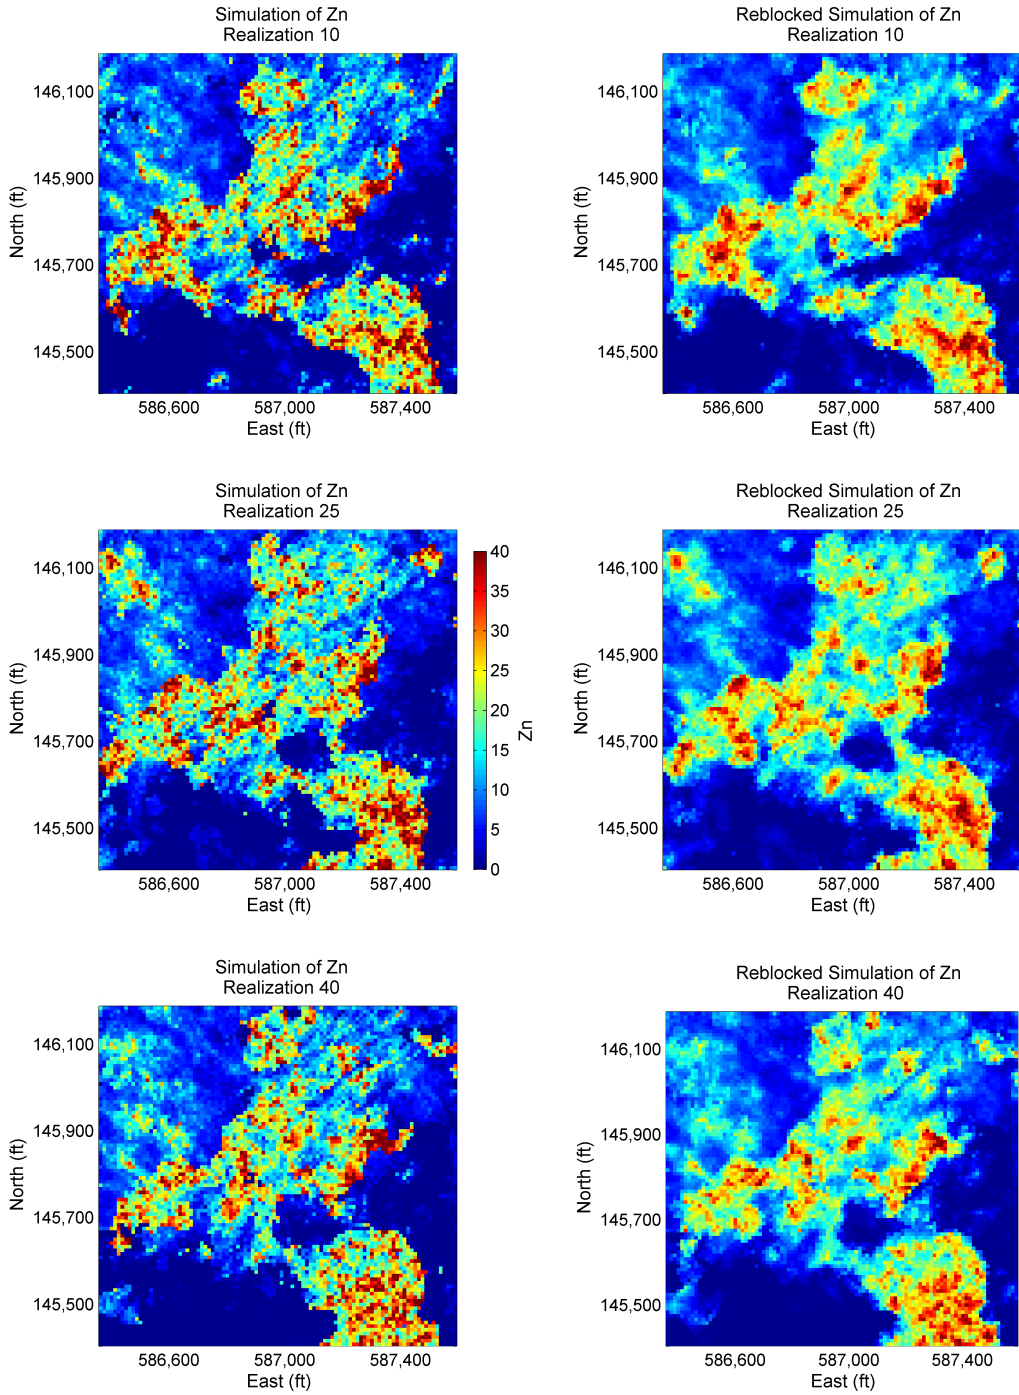 Simulation of Zn
Realization 10
Reblocked Simulation of Zn
Realization 10
North (ft)
146,100
145,900
145,700
145,500
586,600
587,000
587,400
East (ft)
North (ft)
146,100
145,900
145,700
145,500
586,600
587,000
587,400
East (ft)
Simulation of Zn
Realization 25
Reblocked Simulation of Zn
Realization 25
North (ft)
146,100
145,900
145,700
145,500
586,600
587,000
587,400
East (ft)
40
35
30
25
20
15
10
5
0
Zn
North (ft)
146,100
145,900
145,700
145,500
586,600
587,000
587,400
East (ft)
Simulation of Zn
Realization 40
Reblocked Simulation of Zn
Realization 40
North (ft)
146,100
145,900
145,700
145,500
586,600
587,000
587,400
East (ft)
North (ft)
146,100
145,900
145,700
145,500
586,600
587,000
587,400
East (ft)